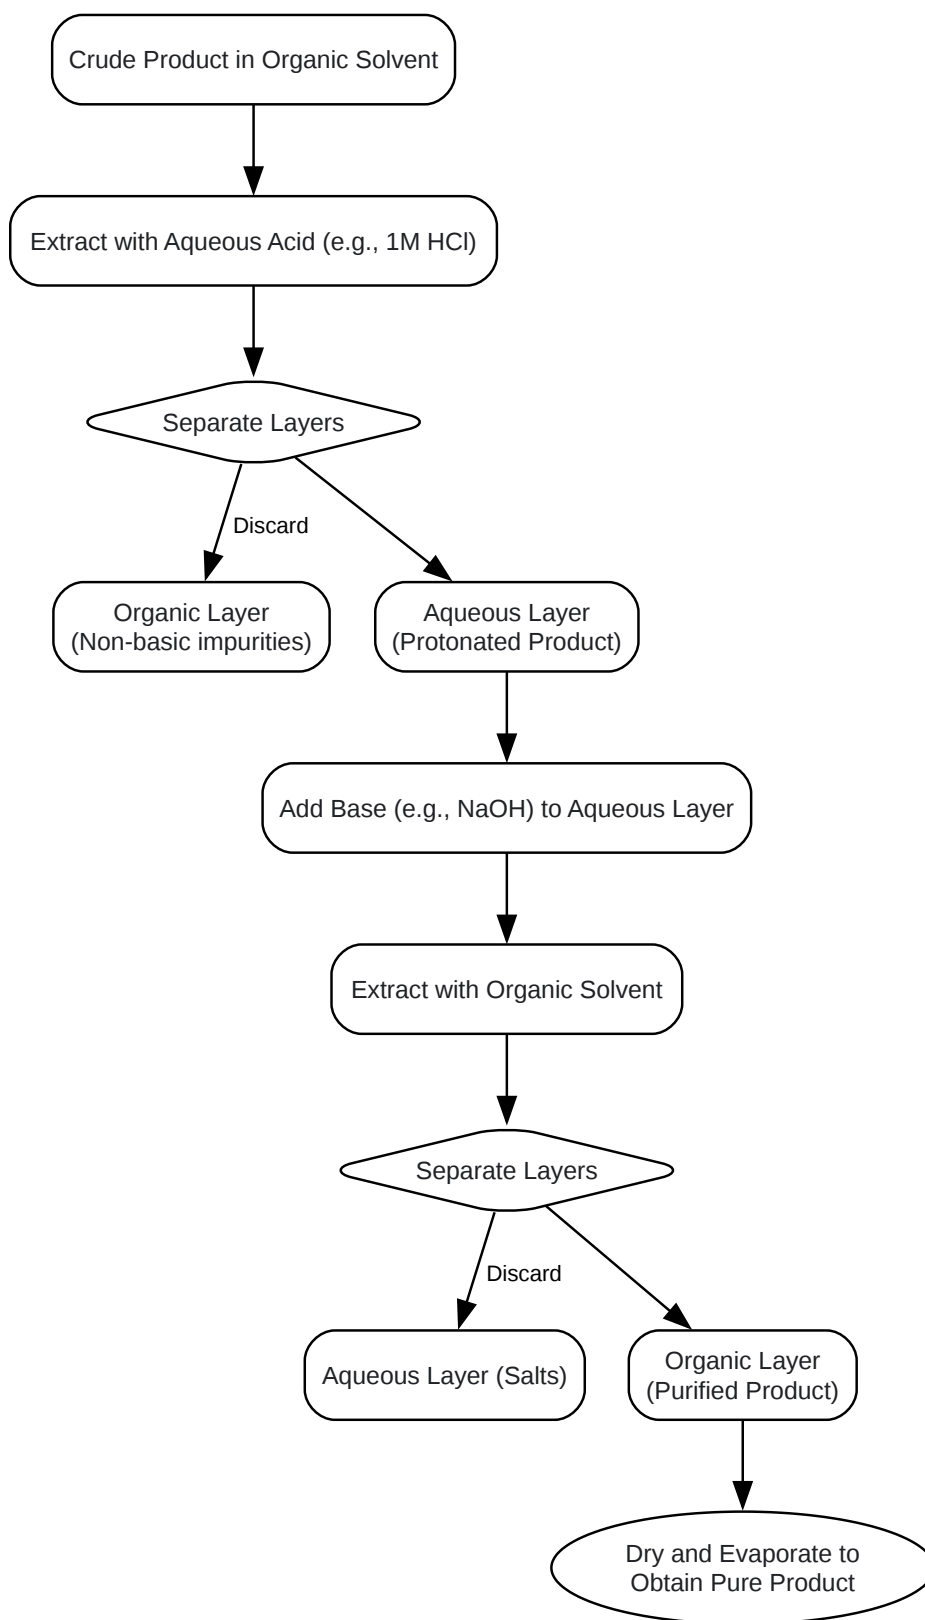 Crude Product in Organic Solvent
Extract with Aqueous Acid (e.g., 1M HCl)
Separate Layers
Discard
Organic Layer
(Non-basic impurities)
Aqueous Layer
(Protonated Product)
Add Base (e.g., NaOH) to Aqueous Layer
Extract with Organic Solvent
Separate Layers
Discard
Aqueous Layer (Salts)
Organic Layer
(Purified Product)
Dry and Evaporate to
Obtain Pure Product